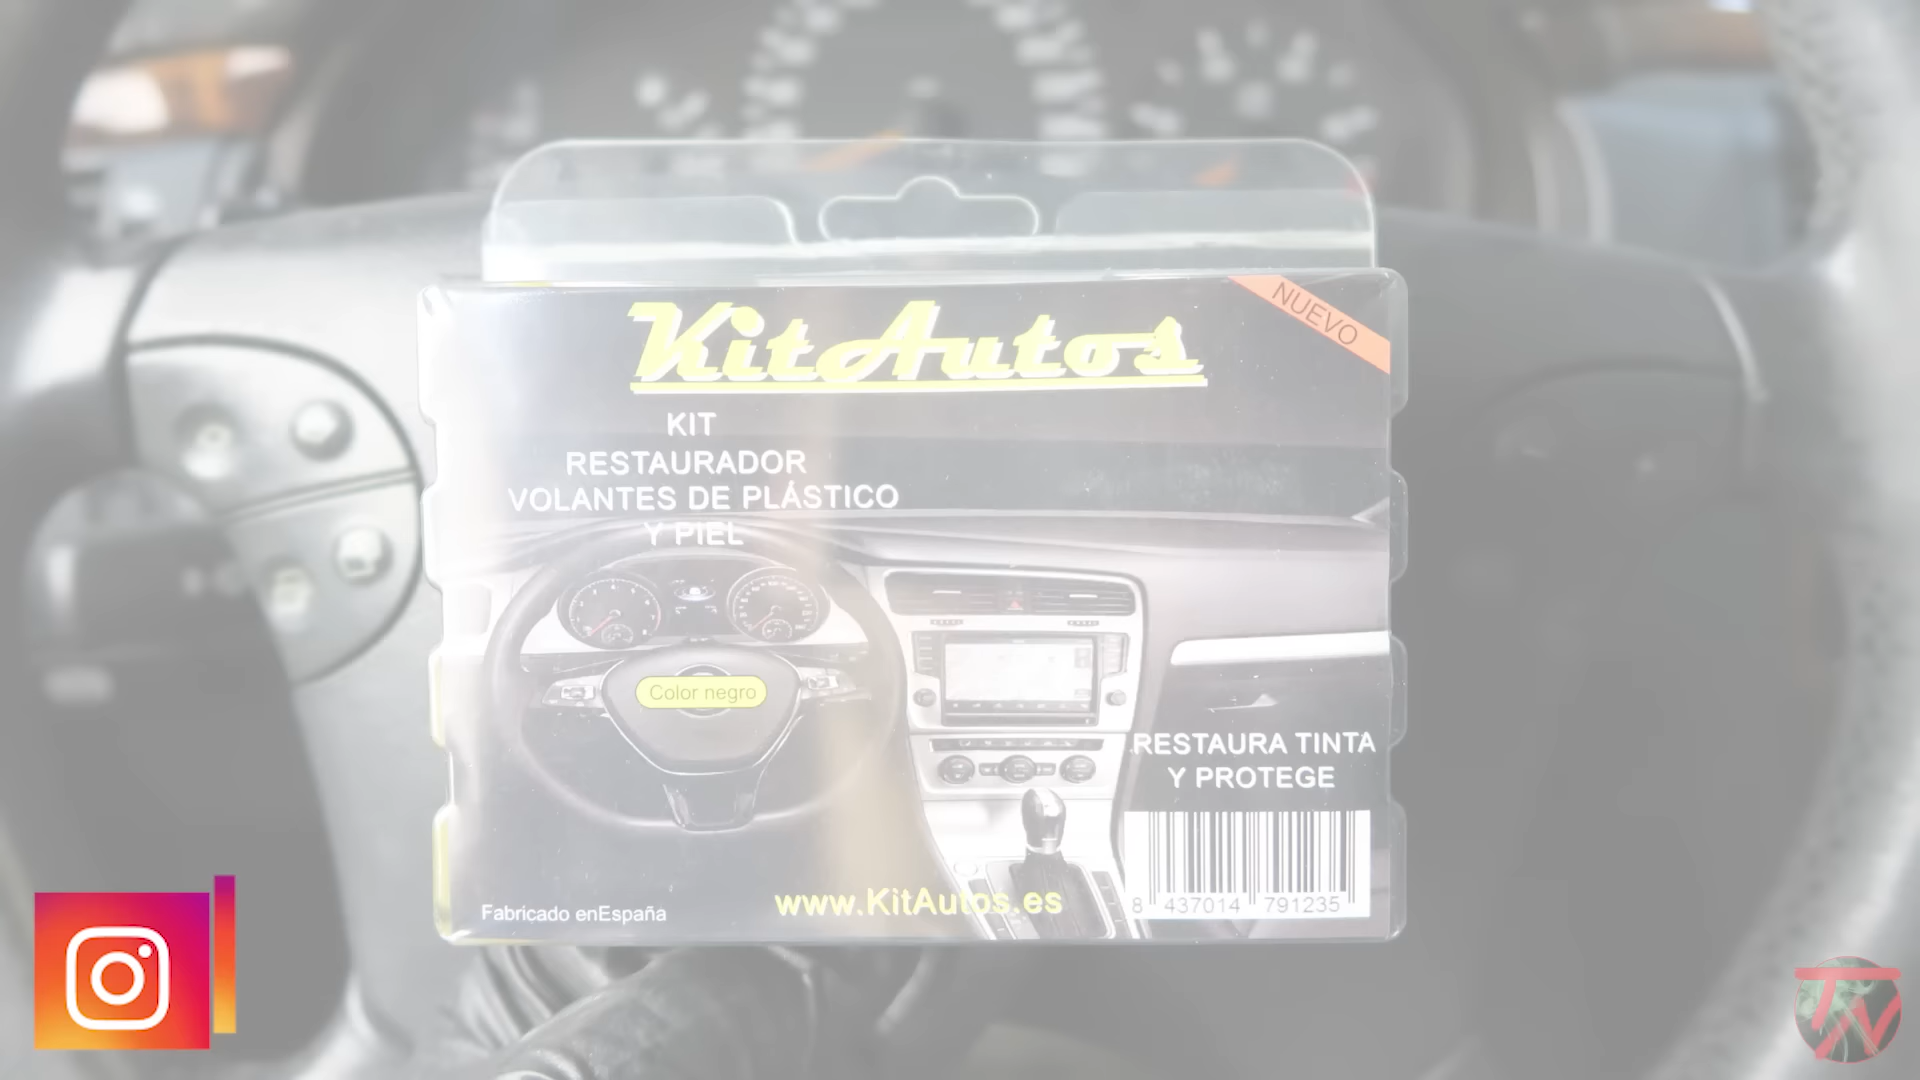 KitAutos
NUEVO
KIT
RESTAURADOR
VOLANTES DE PLÁSTICO
Y PIEL
Color negro
RESTAURA TINTA
Y PROTEGE
8 437014 791235
www.KitAutos.es
Fabricado enEspaña
TV